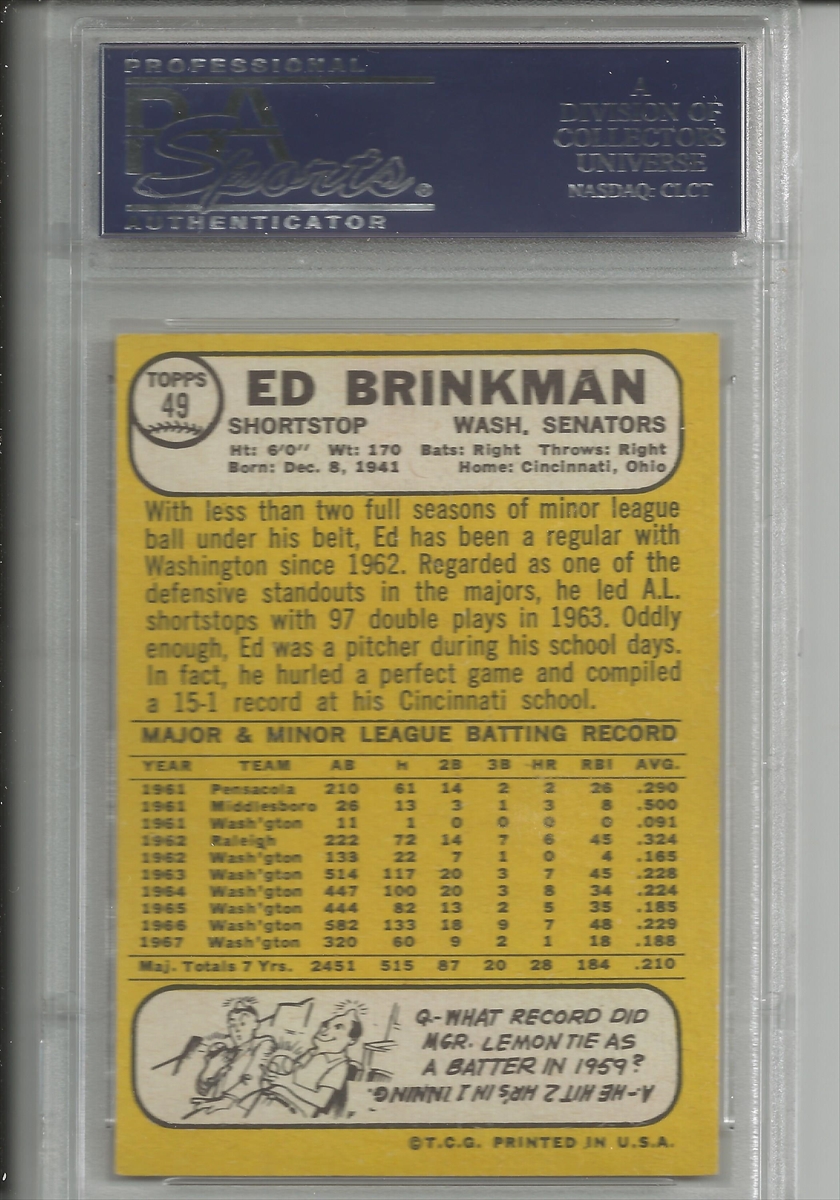 PROFESSIONAL
PSA
Sports®
AUTHENTICATOR
A
DIVISION OF
COLLECTORS
UNIVERSE
NASDAQ: CLCT
TOPPS
49
ED BRINKMAN
SHORTSTOP WASH. SENATORS
Ht: 6'0" Wt: 170 Bats: Right Throws: Right
Born: Dec. 8, 1941 Home: Cincinnati, Ohio
With less than two full seasons of minor league
ball under his belt, Ed has been a regular with
Washington since 1962. Regarded as one of the
defensive standouts in the majors, he led A.L.
shortstops with 97 double plays in 1963. Oddly
enough, Ed was a pitcher during his school days.
In fact, he hurled a perfect game and compiled
a 15-1 record at his Cincinnati school.
MAJOR & MINOR LEAGUE BATTING RECORD
YEAR TEAM AB H 2B 3B HR RBI AVG.
1961 Pensacola 210 61 14 2 2 26 .290
1961 Middlesboro 26 13 3 1 3 8 .500
1961 Wash'gton 11 1 0 0 0 0 .091
1962 Raleigh 222 72 14 7 6 45 .324
1962 Wash'gton 133 22 7 1 0 4 .165
1963 Wash'gton 514 117 20 3 7 45 .228
1964 Wash'gton 447 100 20 3 8 34 .224
1965 Wash'gton 444 82 13 2 5 35 .185
1966 Wash'gton 582 133 18 9 7 48 .229
1967 Wash'gton 320 60 9 2 1 18 .188
Maj. Totals 7 Yrs. 2451 515 87 20 28 184 .210
Q-WHAT RECORD DID
MGR. LEMON TIE AS
A BATTER IN 1959?
A-HE HIT 2 HR'S IN 1 INNING.
©T.C.G. PRINTED IN U.S.A.